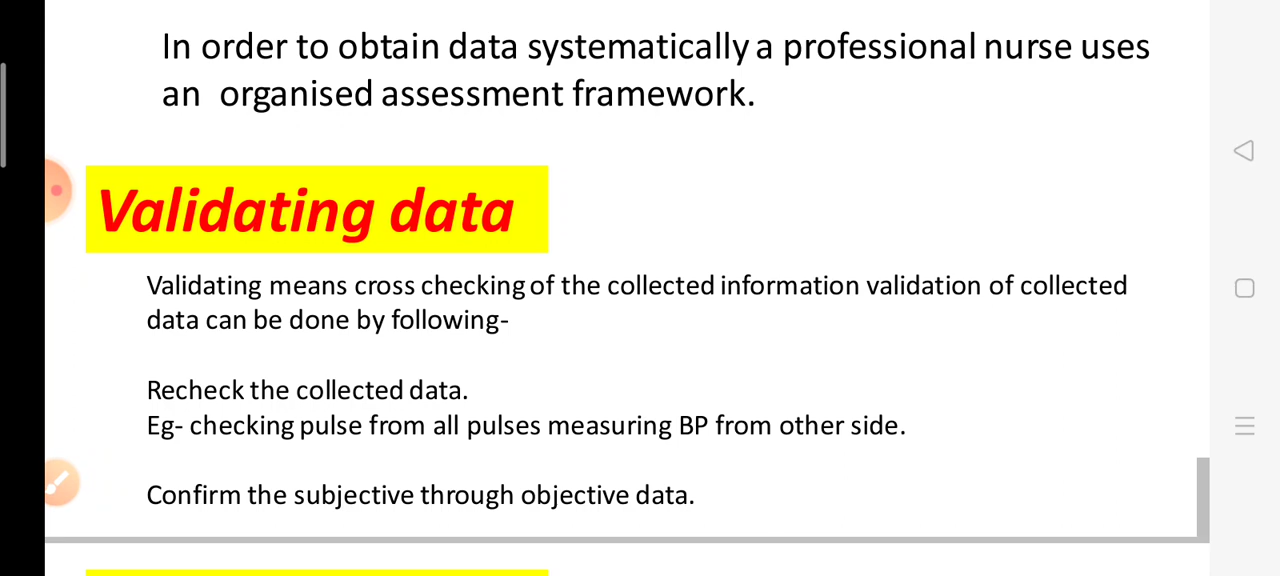 In order to obtain data systematically a professional nurse uses
an organised assessment framework.
Validating data
Validating means cross checking of the collected information validation of collected
data can be done by following-
Recheck the collected data.
Eg- checking pulse from all pulses measuring BP from other side.
Confirm the subjective through objective data.